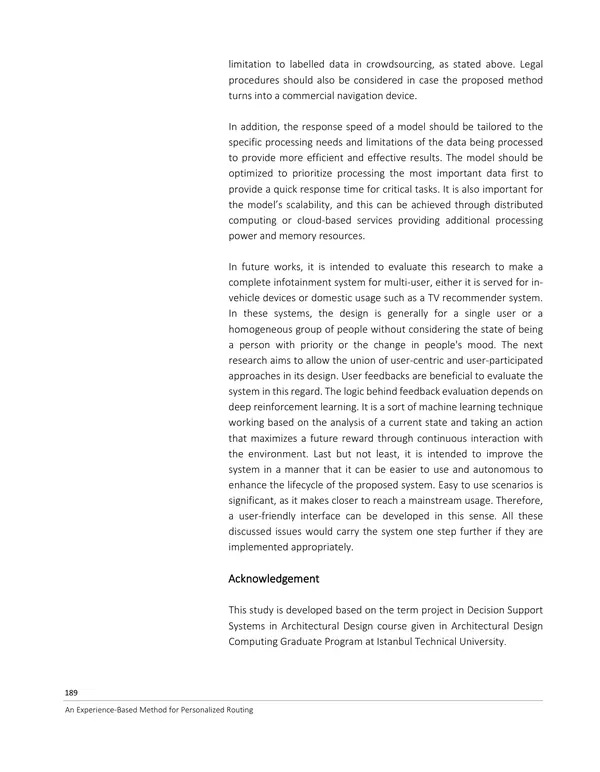 limitation to labelled data in crowdsourcing, as stated above. Legal
procedures should also be considered in case the proposed method
turns into a commercial navigation device.
In addition, the response speed of a model should be tailored to the
specific processing needs and limitations of the data being processed
to provide more efficient and effective results. The model should be
optimized to prioritize processing the most important data first to
provide a quick response time for critical tasks. It is also important for
the model's scalability, and this can be achieved through distributed
computing or cloud-based services providing additional processing
power and memory resources.
In future works, it is intended to evaluate this research to make a
complete infotainment system for multi-user, either it is served for in-
vehicle devices or domestic usage such as a TV recommender system.
In these systems, the design is generally for a single user or a
homogeneous group of people without considering the state of being
a person with priority or the change in people's mood. The next
research aims to allow the union of user-centric and user-participated
approaches in its design. User feedbacks are beneficial to evaluate the
system in this regard. The logic behind feedback evaluation depends on
deep reinforcement learning. It is a sort of machine learning technique
working based on the analysis of a current state and taking an action
that maximizes a future reward through continuous interaction with
the environment. Last but not least, it is intended to improve the
system in a manner that it can be easier to use and autonomous to
enhance the lifecycle of the proposed system. Easy to use scenarios is
significant, as it makes closer to reach a mainstream usage. Therefore,
a user-friendly interface can be developed in this sense. All these
discussed issues would carry the system one step further if they are
implemented appropriately.
Acknowledgement
This study is developed based on the term project in Decision Support
Systems in Architectural Design course given in Architectural Design
Computing Graduate Program at Istanbul Technical University.
189
An Experience-Based Method for Personalized Routing